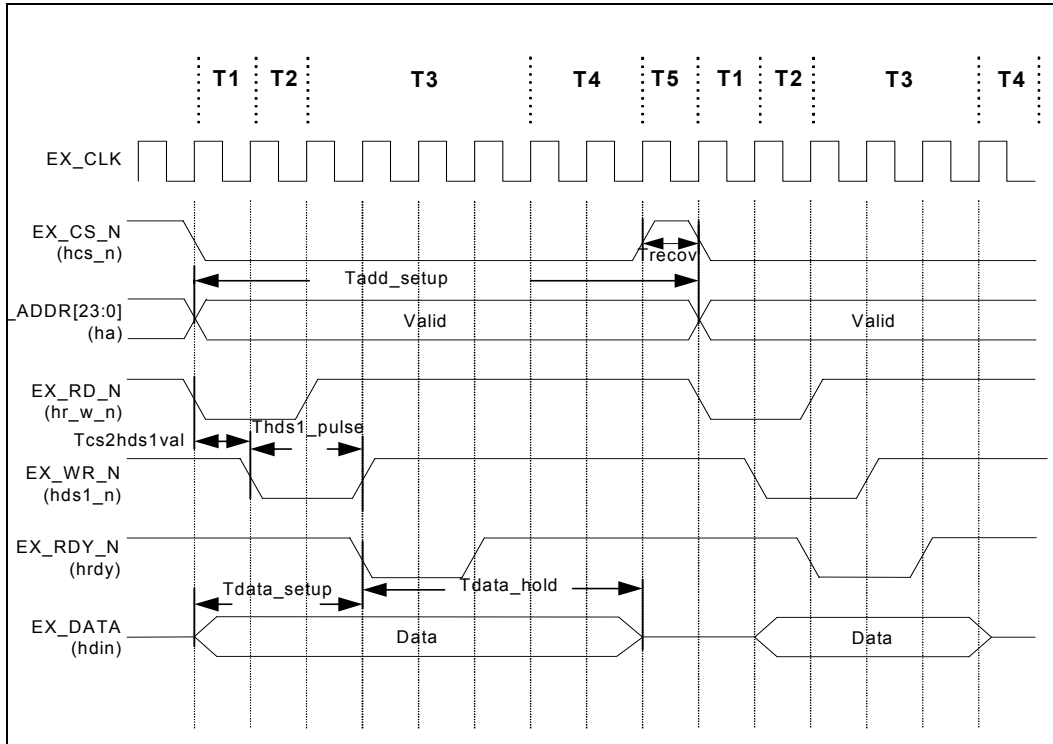 T1 T2 T3 T4 T5 T1 T2 T3 T4
EX_CLK
EX_CS_N
(hcs_n)
Trecov
Tadd_setup
_ADDR[23:0]
(ha)
Valid Valid
EX_RD_N
(hr_w_n)
Tcs2hds1val
Thds1_pulse
EX_WR_N
(hds1_n)
EX_RDY_N
(hrdy)
Tdata_setup Tdata_hold
EX_DATA
(hdin)
Data Data